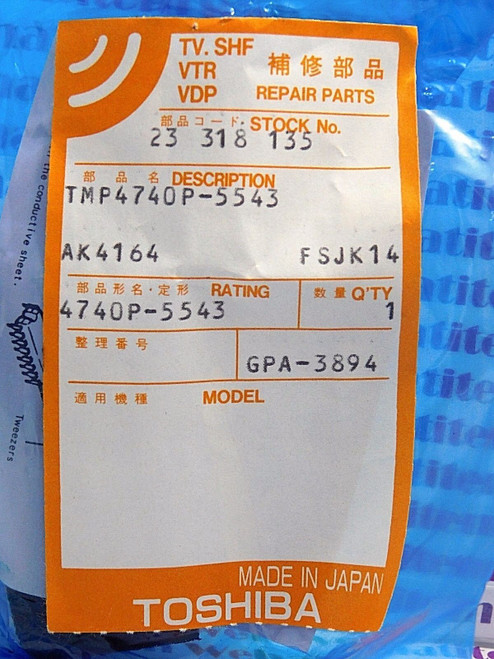 TV. SHF
VTR
VDP
補修部品
REPAIR PARTS
部品コード・STOCK No.
23 318 135
部品名 DESCRIPTION
TMP4740P-5543
AK4164 FSJK14
部品形名・定形 RATING
数量 Q'TY
4740P-5543 1
整理番号
GPA-3894
適用機種 MODEL
MADE IN JAPAN
TOSHIBA
the conductive sheet.
Tweezers